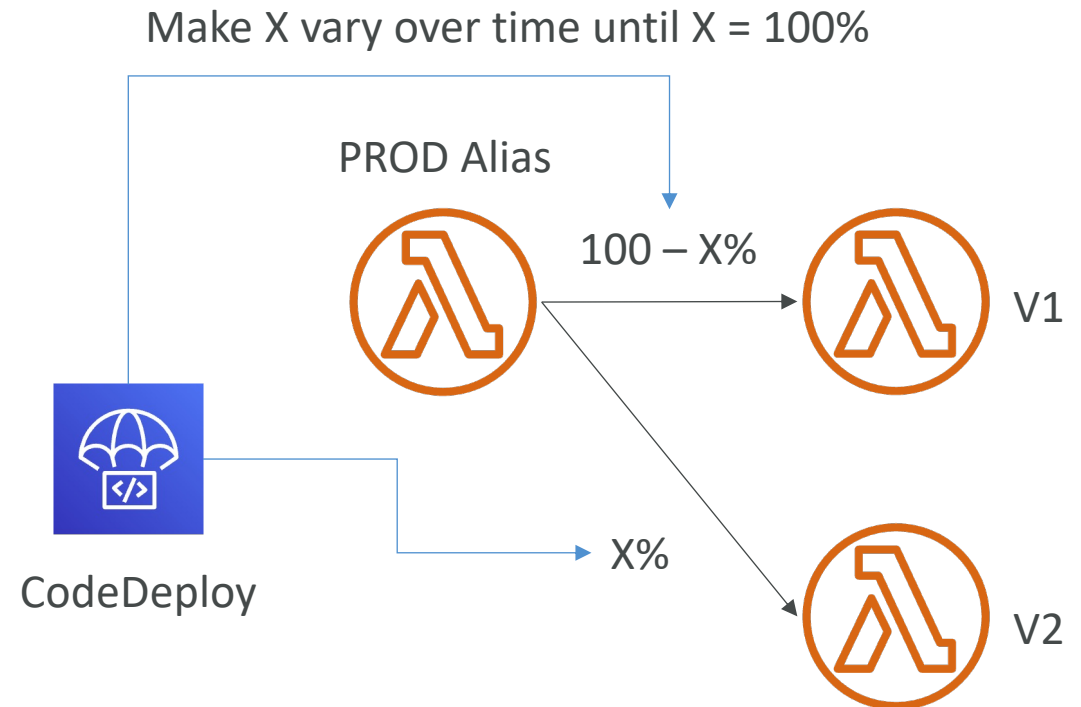 Make X vary over time until X = 100%
PROD Alias
100 – X%
V1
</>
X%
CodeDeploy
V2